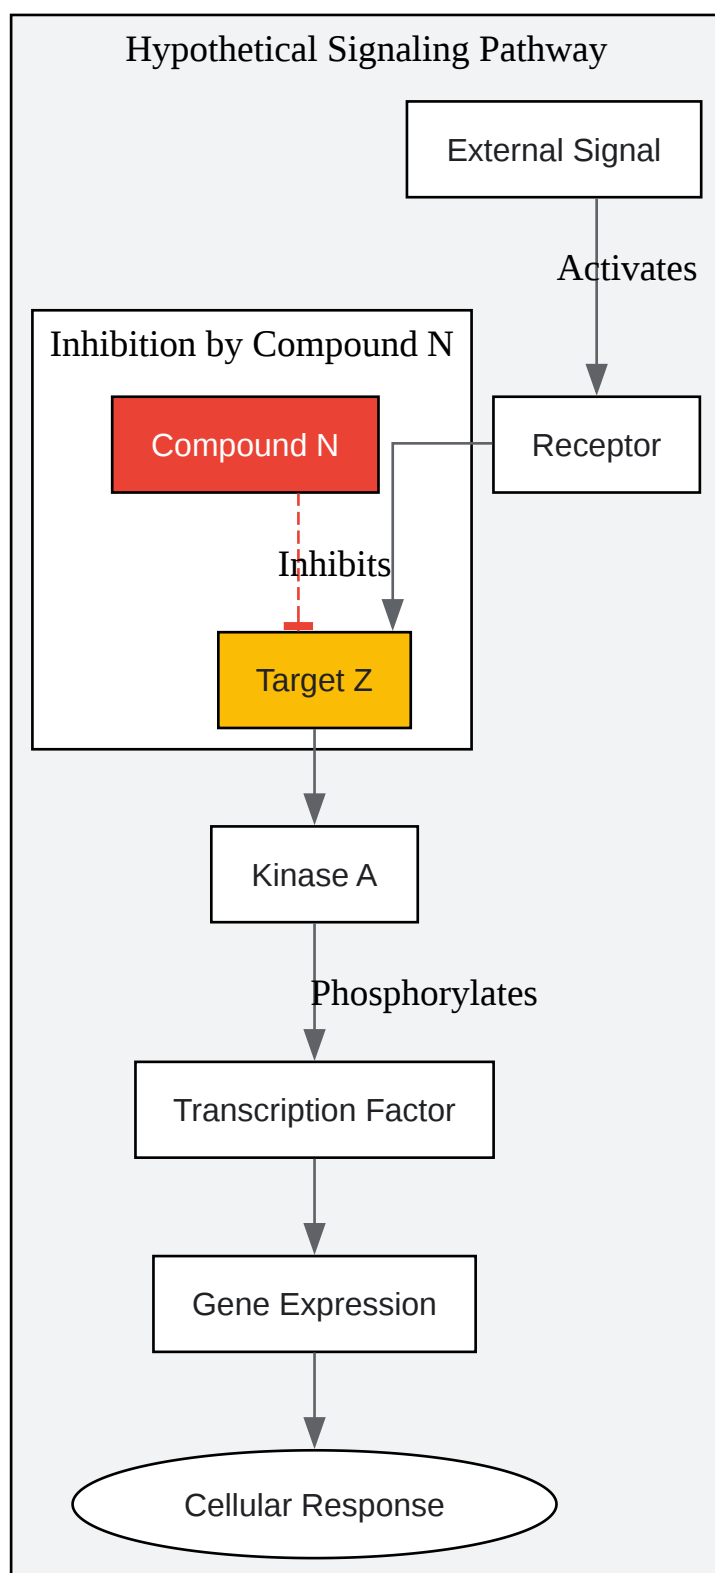 Hypothetical Signaling Pathway
External Signal
Activates
Inhibition by Compound N
Compound N
Receptor
Inhibits
Target Z
Kinase A
Phosphorylates
Transcription Factor
Gene Expression
Cellular Response